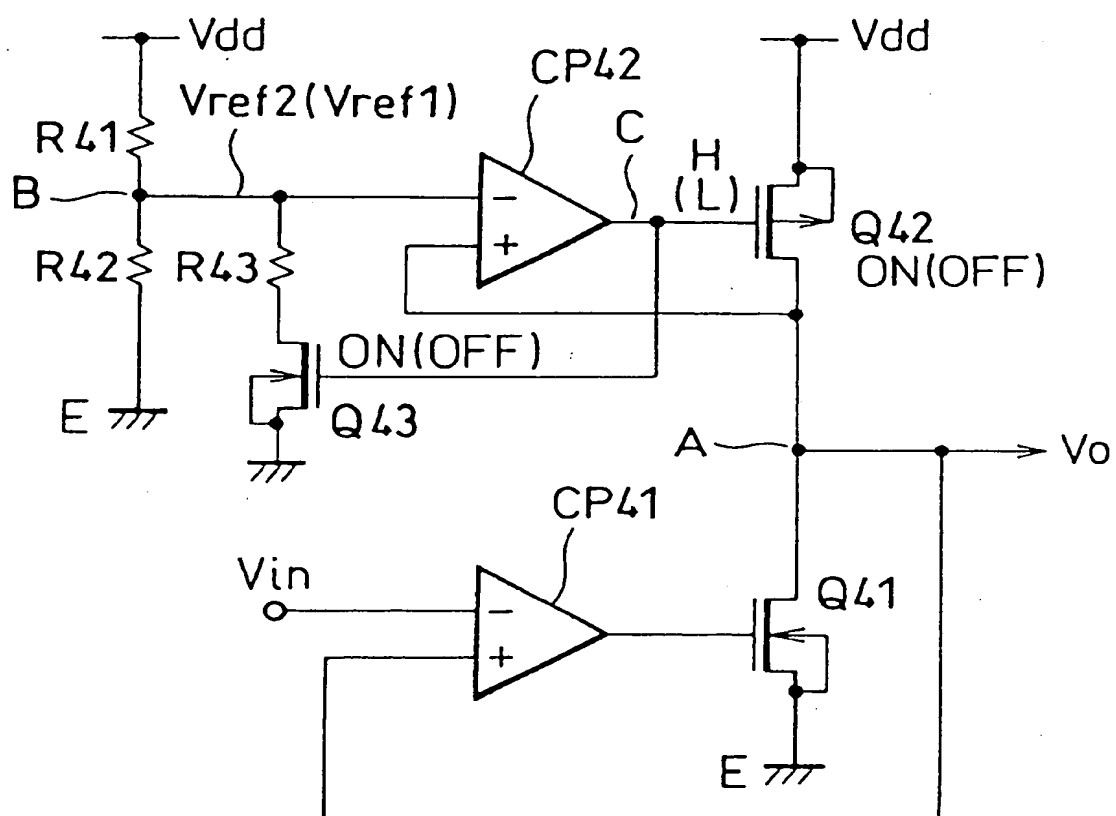 Vdd
Vdd
CP42
Vref2(Vref1)
C
H
(L)
R41
B
−
+
Q42
ON(OFF)
R42
R43
ON(OFF)
E
Q43
A
Vo
CP41
Vin
Q41
−
+
E